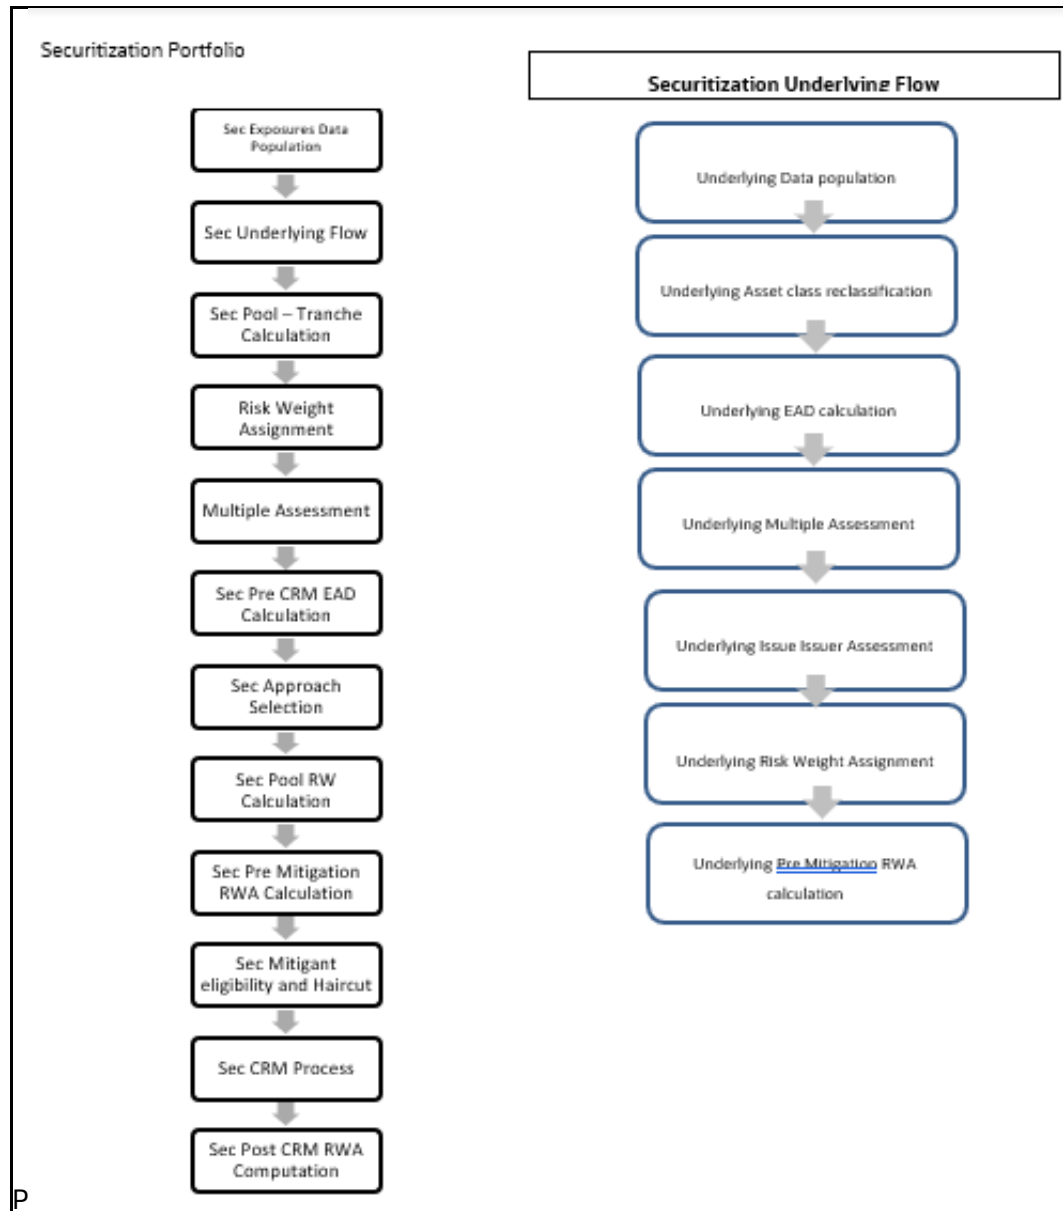 Securitization Portfolio
Sec Exposures Data
Population
Sec Underlying Flow
Sec Pool – Tranche
Calculation
Risk Weight
Assignment
Multiple Assessment
Sec Pre CRM EAD
Calculation
Sec Approach
Selection
Sec Pool RW
Calculation
Sec Pre Mitigation
RWA Calculation
Sec Mitigant
eligibility and Haircut
Sec CRM Process
Sec Post CRM RWA
Computation
P
Securitization Underlying Flow
Underlying Data population
Underlying Asset class reclassification
Underlying EAD calculation
Underlying Multiple Assessment
Underlying Issue Issuer Assessment
Underlying Risk Weight Assignment
Underlying Pre Mitigation RWA
calculation